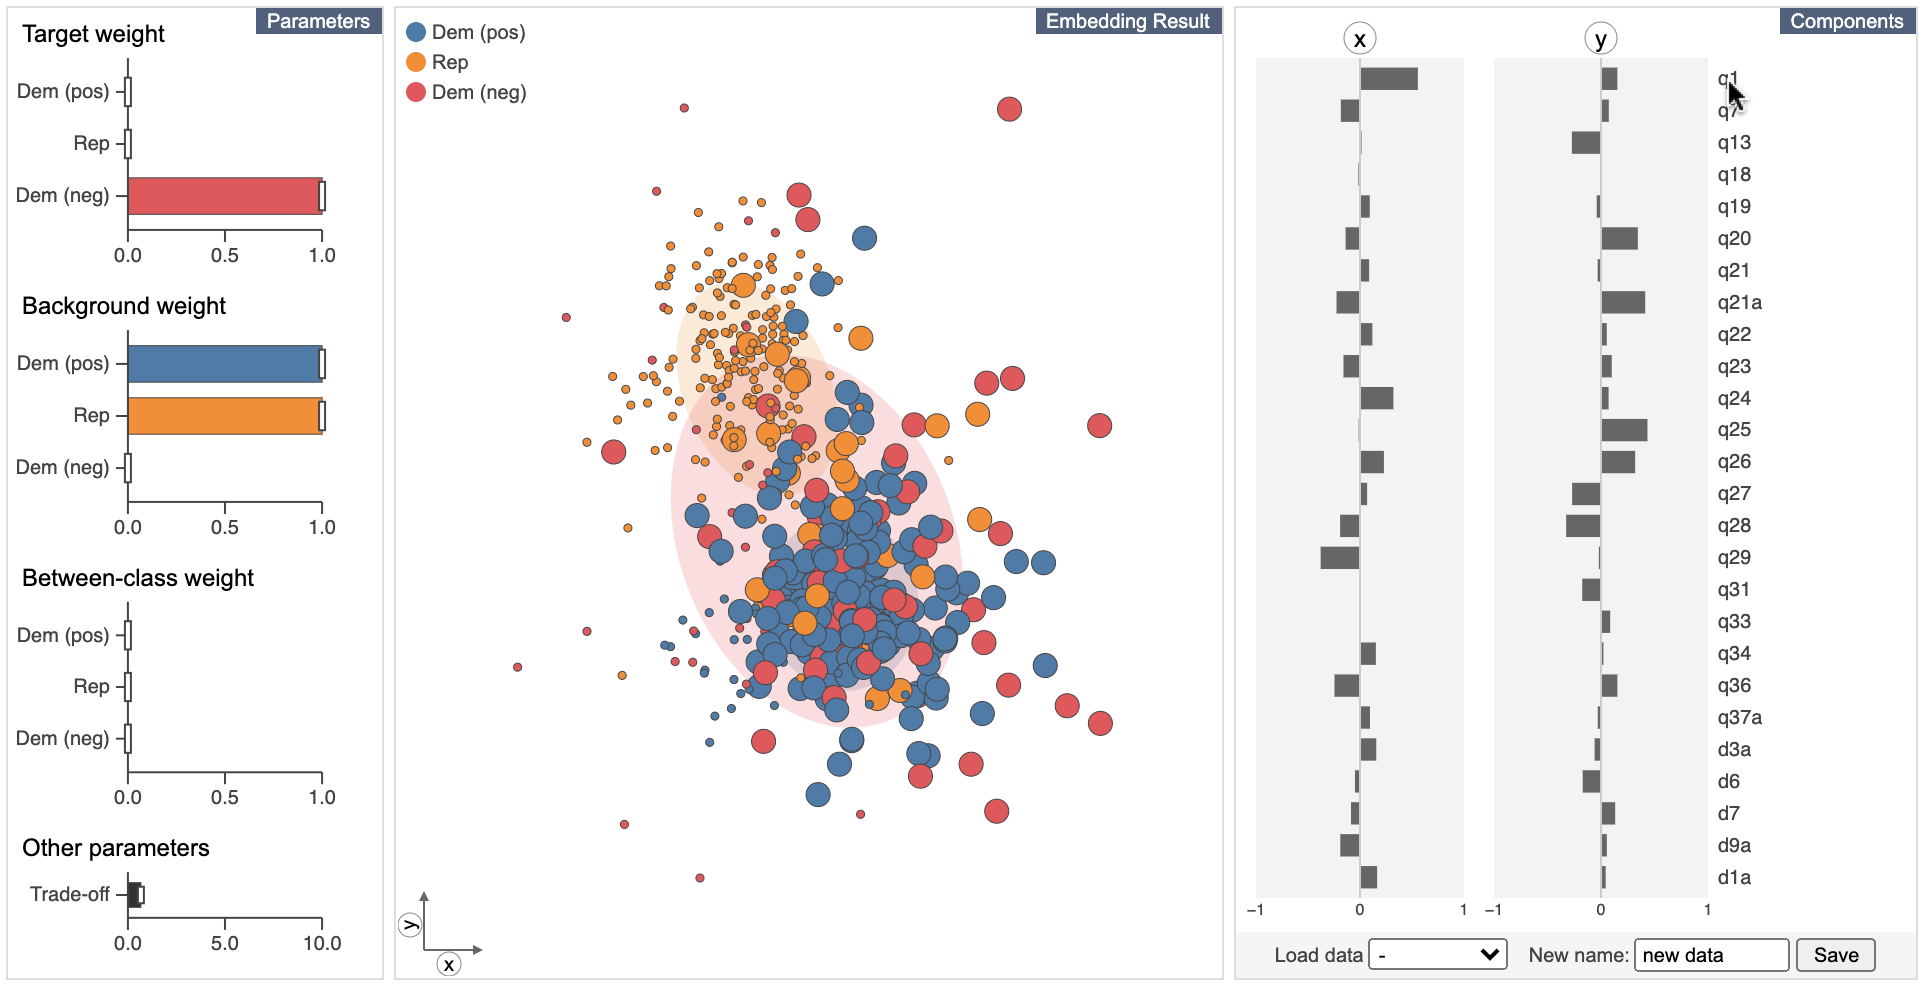 Parameters
Target weight
Dem (pos)
Rep
Dem (neg)
0.0 0.5 1.0
Background weight
Dem (pos)
Rep
Dem (neg)
0.0 0.5 1.0
Between-class weight
Dem (pos)
Rep
Dem (neg)
0.0 0.5 1.0
Other parameters
Trade-off
0.0 5.0 10.0
Embedding Result
Dem (pos)
Rep
Dem (neg)
y
x
Components
x y
q1
q7
q13
q18
q19
q20
q21
q21a
q22
q23
q24
q25
q26
q27
q28
q29
q31
q33
q34
q36
q37a
d3a
d6
d7
d9a
d1a
−1 0 1 −1 0 1
Load data - New name: new data Save